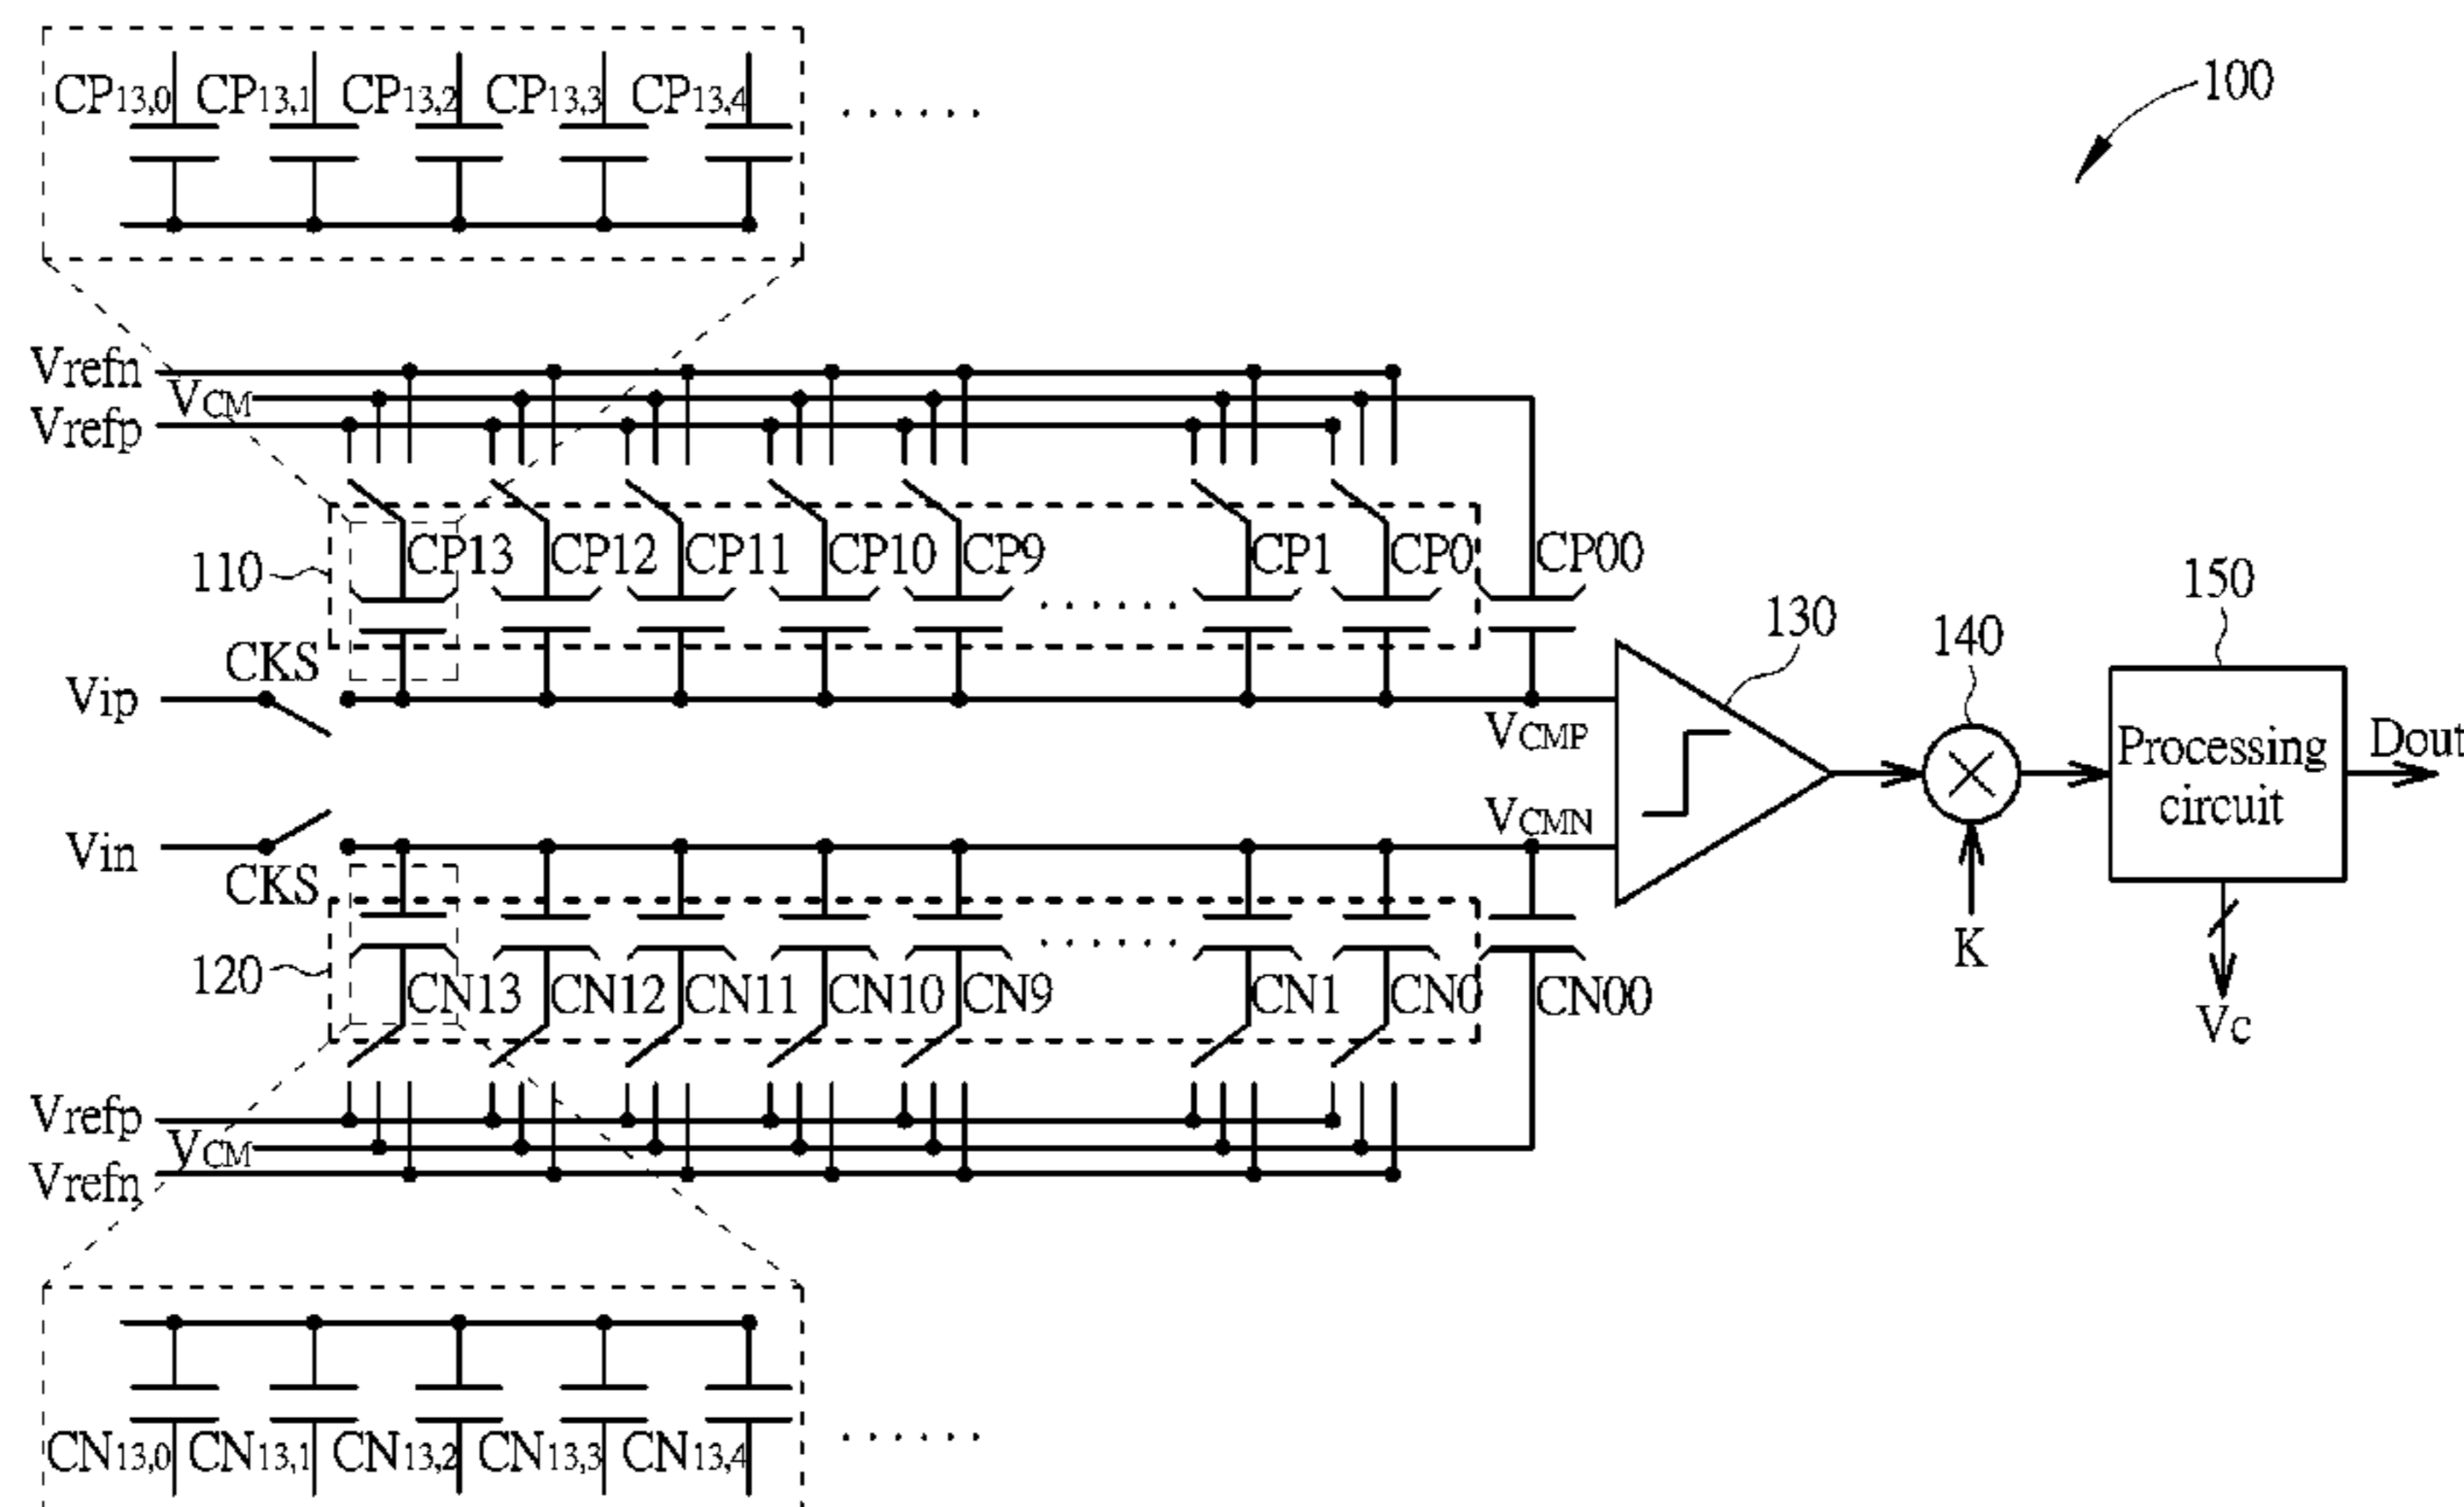 CP13,0 CP13,1 CP13,2 CP13,3 CP13,4 ......
100
Vrefn
VCM
Vrefp
110
CP13 CP12 CP11 CP10 CP9 ...... CP1 CP0 CP00
CKS
Vip
VCMP
130
140
150
Processing
circuit
Dout
K
Vc
Vin
VCMN
CKS
120
CN13 CN12 CN11 CN10 CN9 ...... CN1 CN0 CN00
Vrefp
VCM
Vrefn
CN13,0 CN13,1 CN13,2 CN13,3 CN13,4 ......